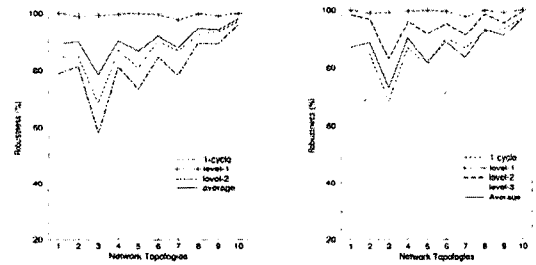 100
80
60
40
20
Robustness (%)
1-cycle
level-1
level-2
average
1 2 3 4 5 6 7 8 9 10
Network Topologies
100
80
60
40
20
Robustness (%)
1 cycle
level-1
level-2
level-3
Average
1 2 3 4 5 6 7 8 9 10
Network Topologies